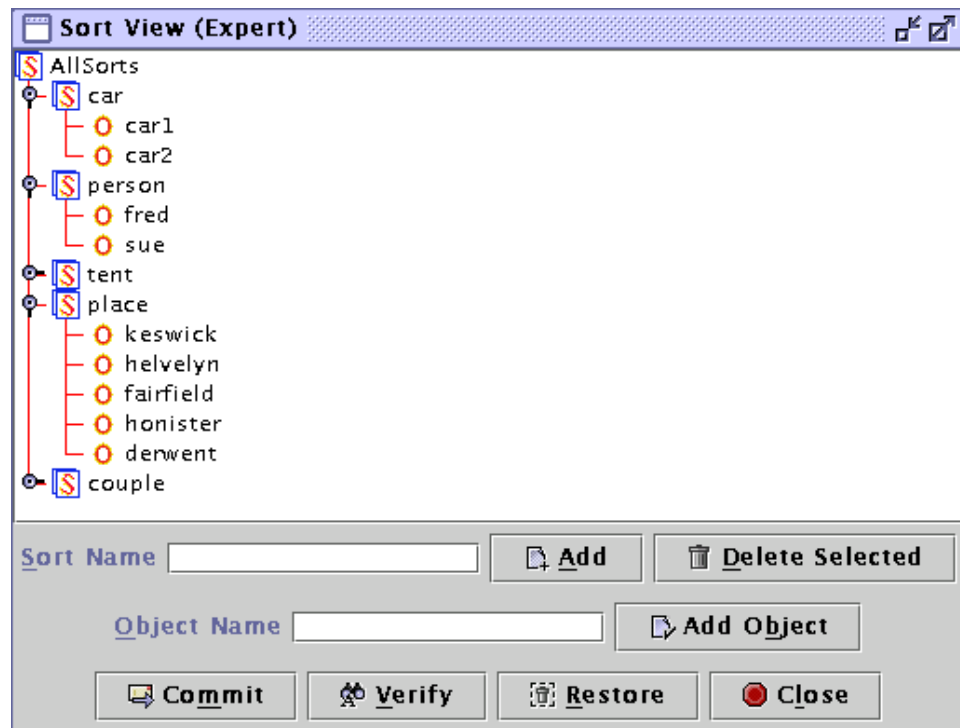 Sort View (Expert)
AllSorts
car
car1
car2
person
fred
sue
tent
place
keswick
helvelyn
fairfield
honister
derwent
couple
Sort Name Add Delete Selected
Object Name Add Object
Commit Verify Restore Close